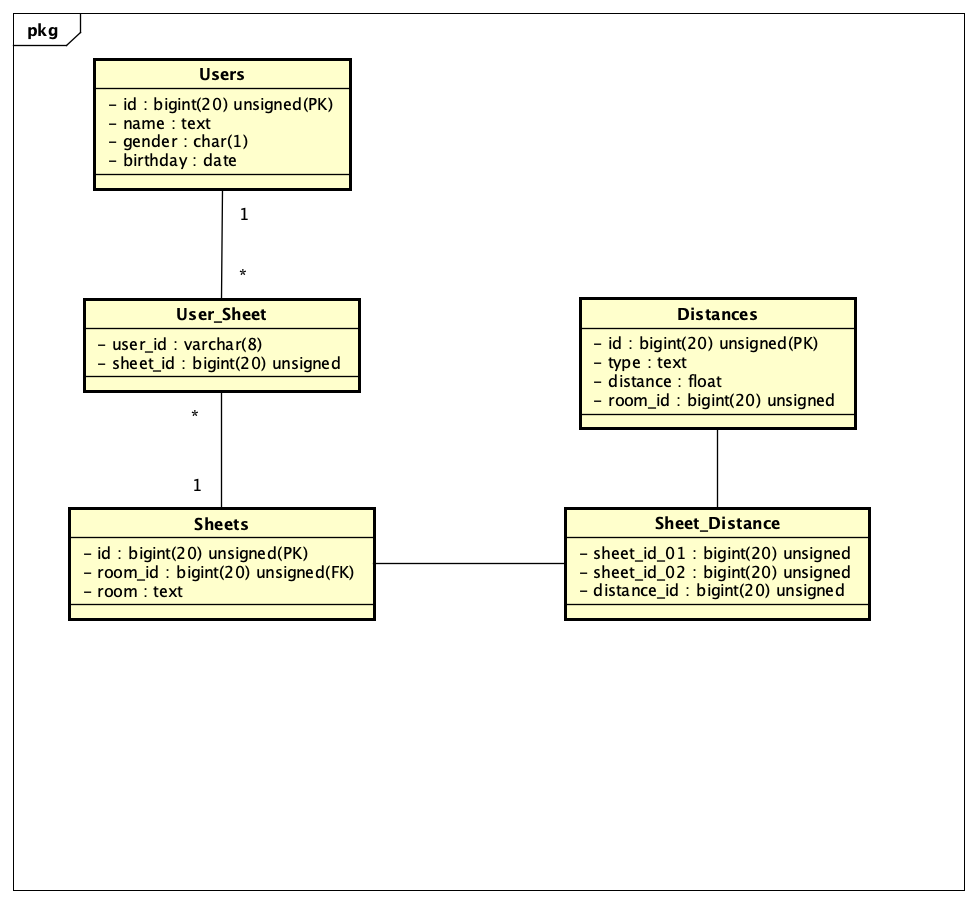 pkg
Users
- id : bigint(20) unsigned(PK)
- name : text
- gender : char(1)
- birthday : date
1
*
User_Sheet
- user_id : varchar(8)
- sheet_id : bigint(20) unsigned
*
1
Sheets
- id : bigint(20) unsigned(PK)
- room_id : bigint(20) unsigned(FK)
- room : text
Distances
- id : bigint(20) unsigned(PK)
- type : text
- distance : float
- room_id : bigint(20) unsigned
Sheet_Distance
- sheet_id_01 : bigint(20) unsigned
- sheet_id_02 : bigint(20) unsigned
- distance_id : bigint(20) unsigned